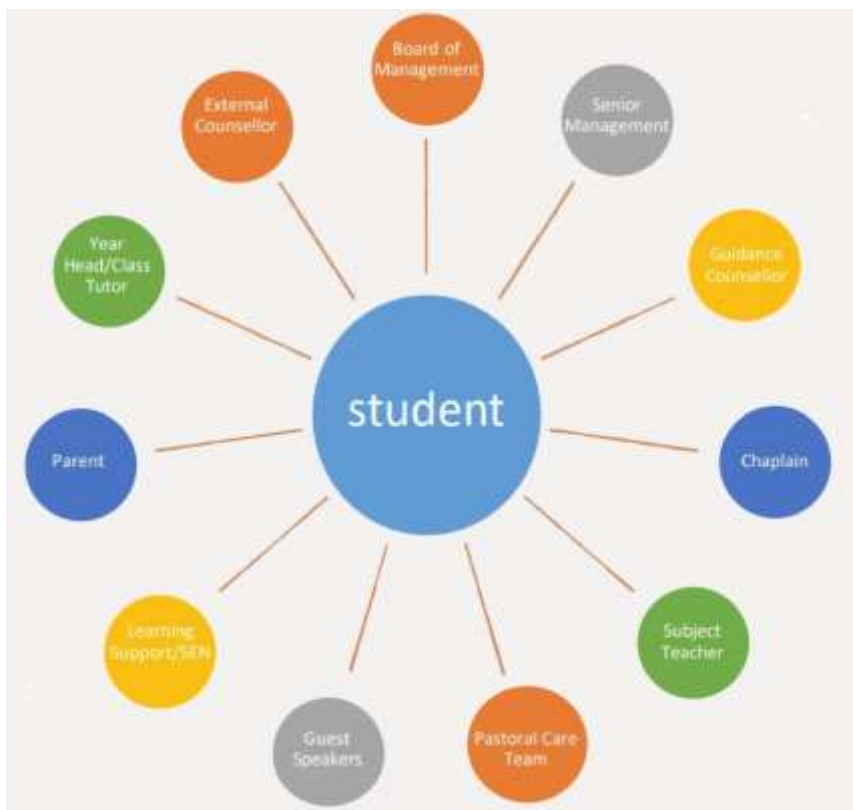 Board of
Management
Senior
Management
Guidance
Counsellor
Chaplain
Subject
Teacher
Pastoral Care
Team
Guest
Speakers
Learning
Support/SEN
Parent
Year
Head/Class
Tutor
External
Counsellor
student